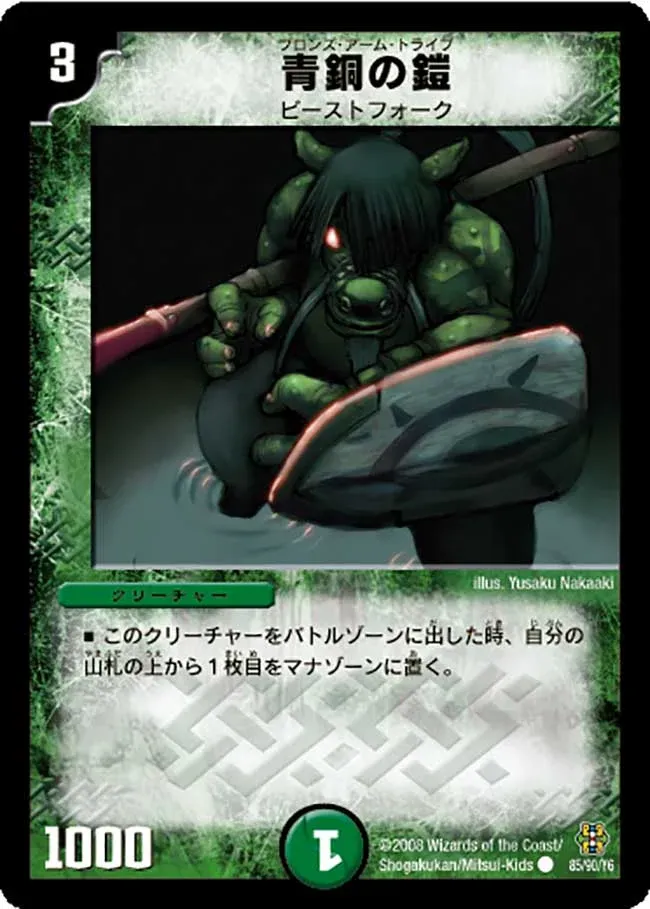 3
ブロンズ・アーム・トライブ
青銅の鎧
ビーストフォーク
illus. Yusaku Nakaaki
クリーチャー
■ このクリーチャーをバトルゾーンに出した時、自分の
山札の上から1枚目をマナゾーンに置く。
1000
1
©2008 Wizards of the Coast/
Shogakukan/Mitsui-Kids
85/90/Y6